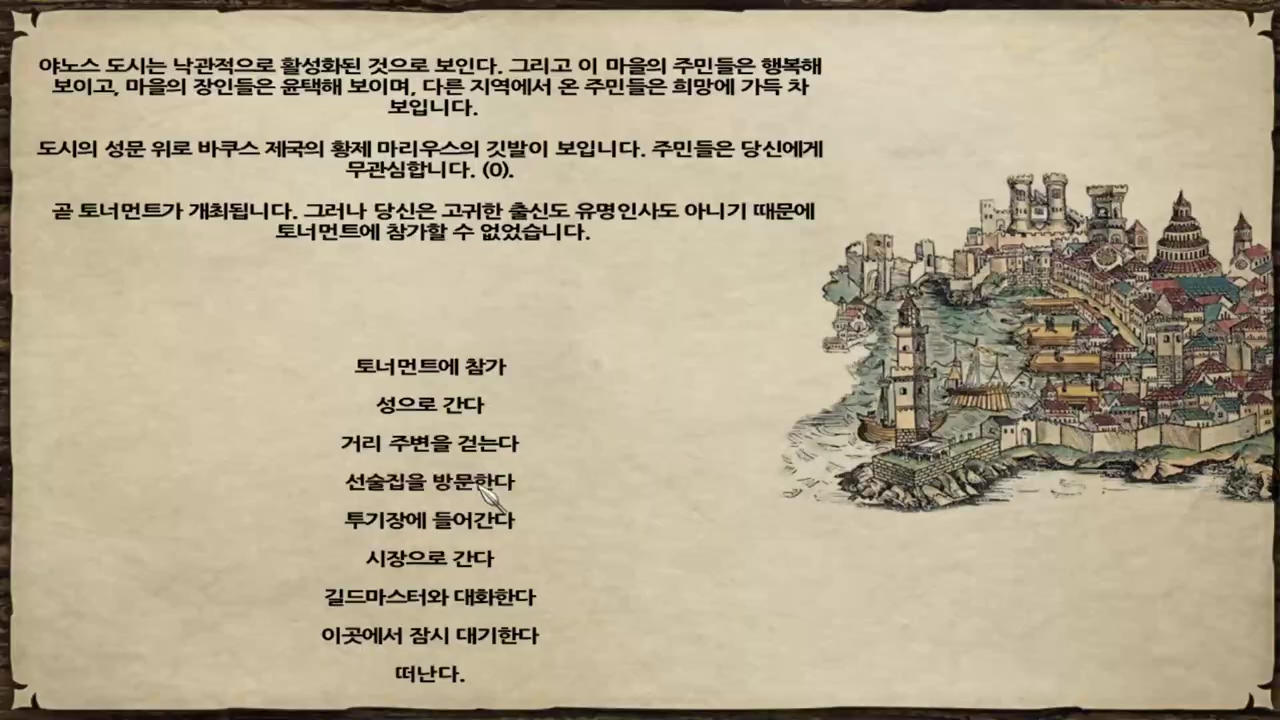 야노스 도시는 낙관적으로 활성화된 것으로 보인다. 그리고 이 마을의 주민들은 행복해
보이고, 마을의 장인들은 윤택해 보이며, 다른 지역에서 온 주민들은 희망에 가득 차
보입니다.
도시의 성문 위로 바쿠스 제국의 황제 마리우스의 깃발이 보입니다. 주민들은 당신에게
무관심합니다. (0).
곧 토너먼트가 개최됩니다. 그러나 당신은 고귀한 출신도 유명인사도 아니기 때문에
토너먼트에 참가할 수 없었습니다.
토너먼트에 참가
성으로 간다
거리 주변을 걷는다
선술집을 방문한다
투기장에 들어간다
시장으로 간다
길드마스터와 대화한다
이곳에서 잠시 대기한다
떠난다.